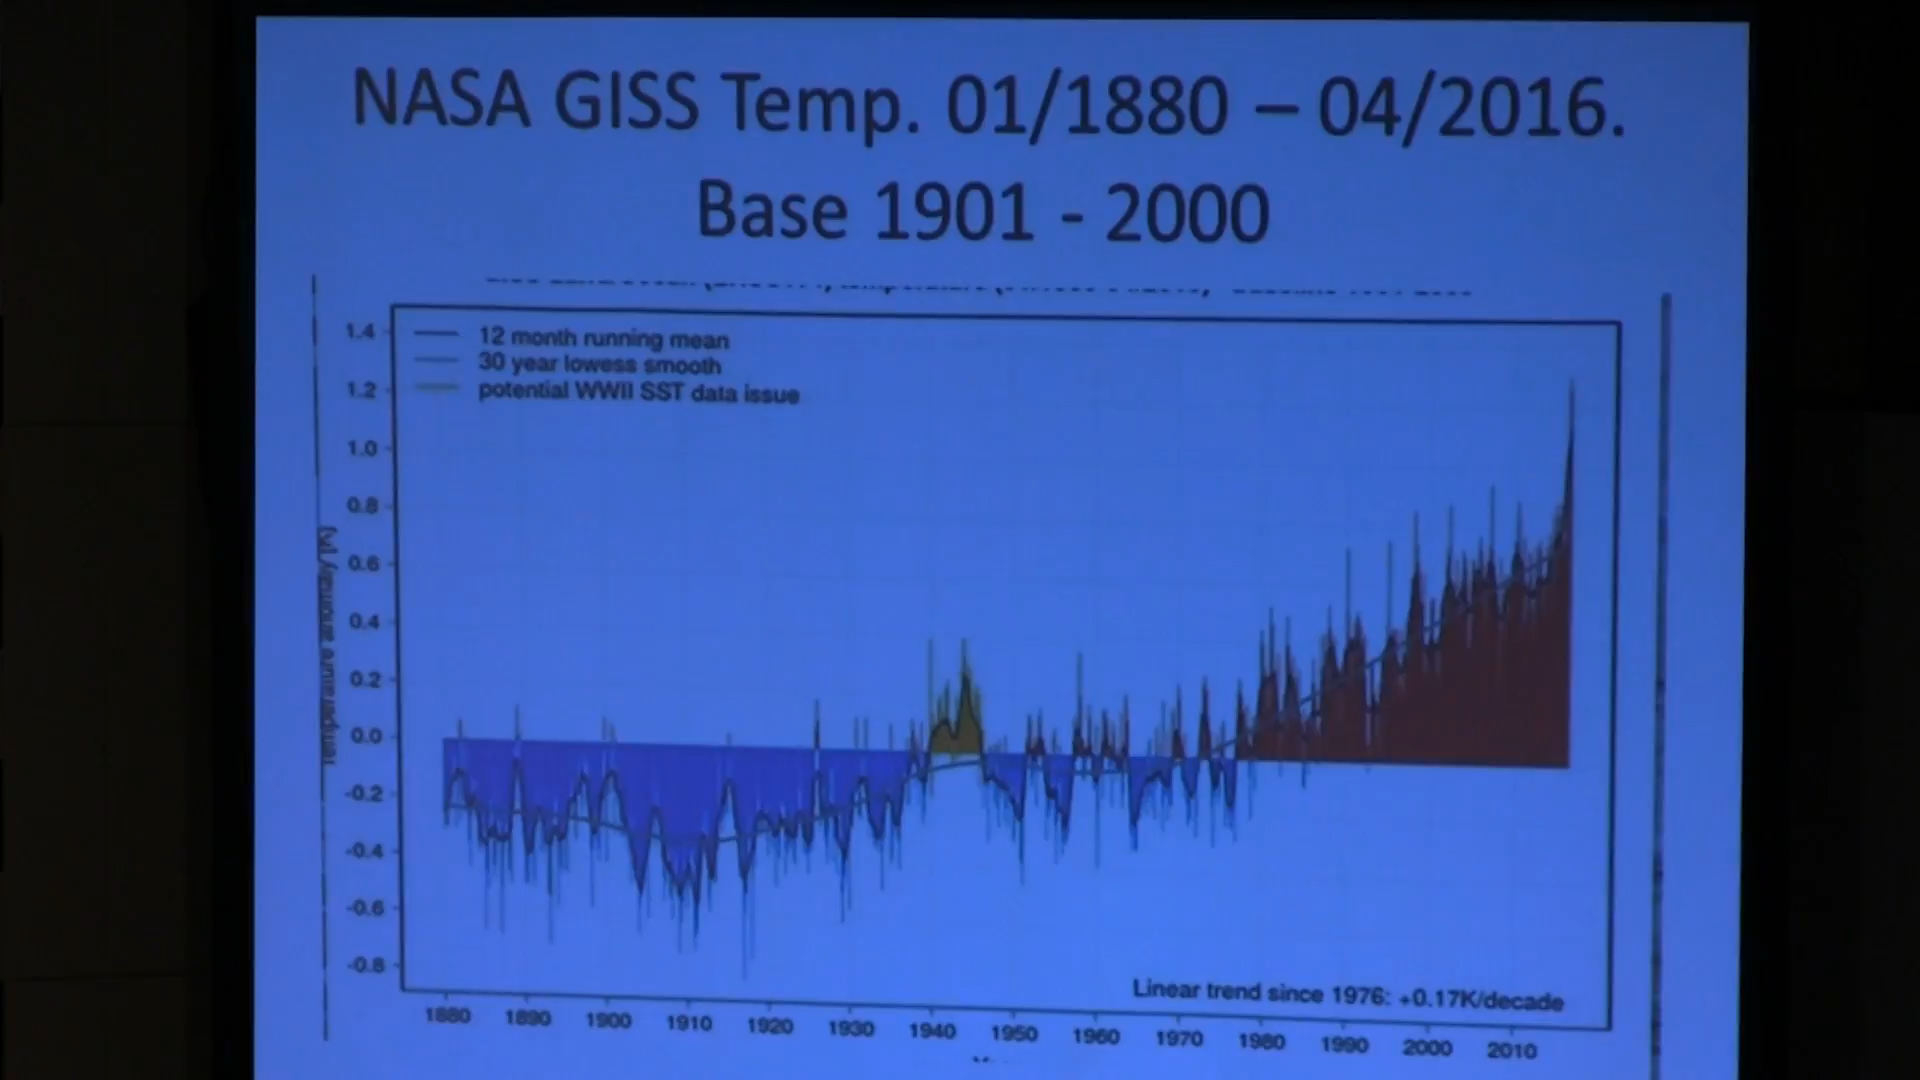 NASA GISS Temp. 01/1880 – 04/2016.
Base 1901 - 2000
12 month running mean
30 year lowess smooth
potential WWII SST data issue
1.4
1.2
1.0
0.8
0.6
0.4
0.2
0.0
-0.2
-0.4
-0.6
-0.8
temperature anomaly [K]
Linear trend since 1976: +0.17K/decade
1880 1890 1900 1910 1920 1930 1940 1950 1960 1970 1980 1990 2000 2010